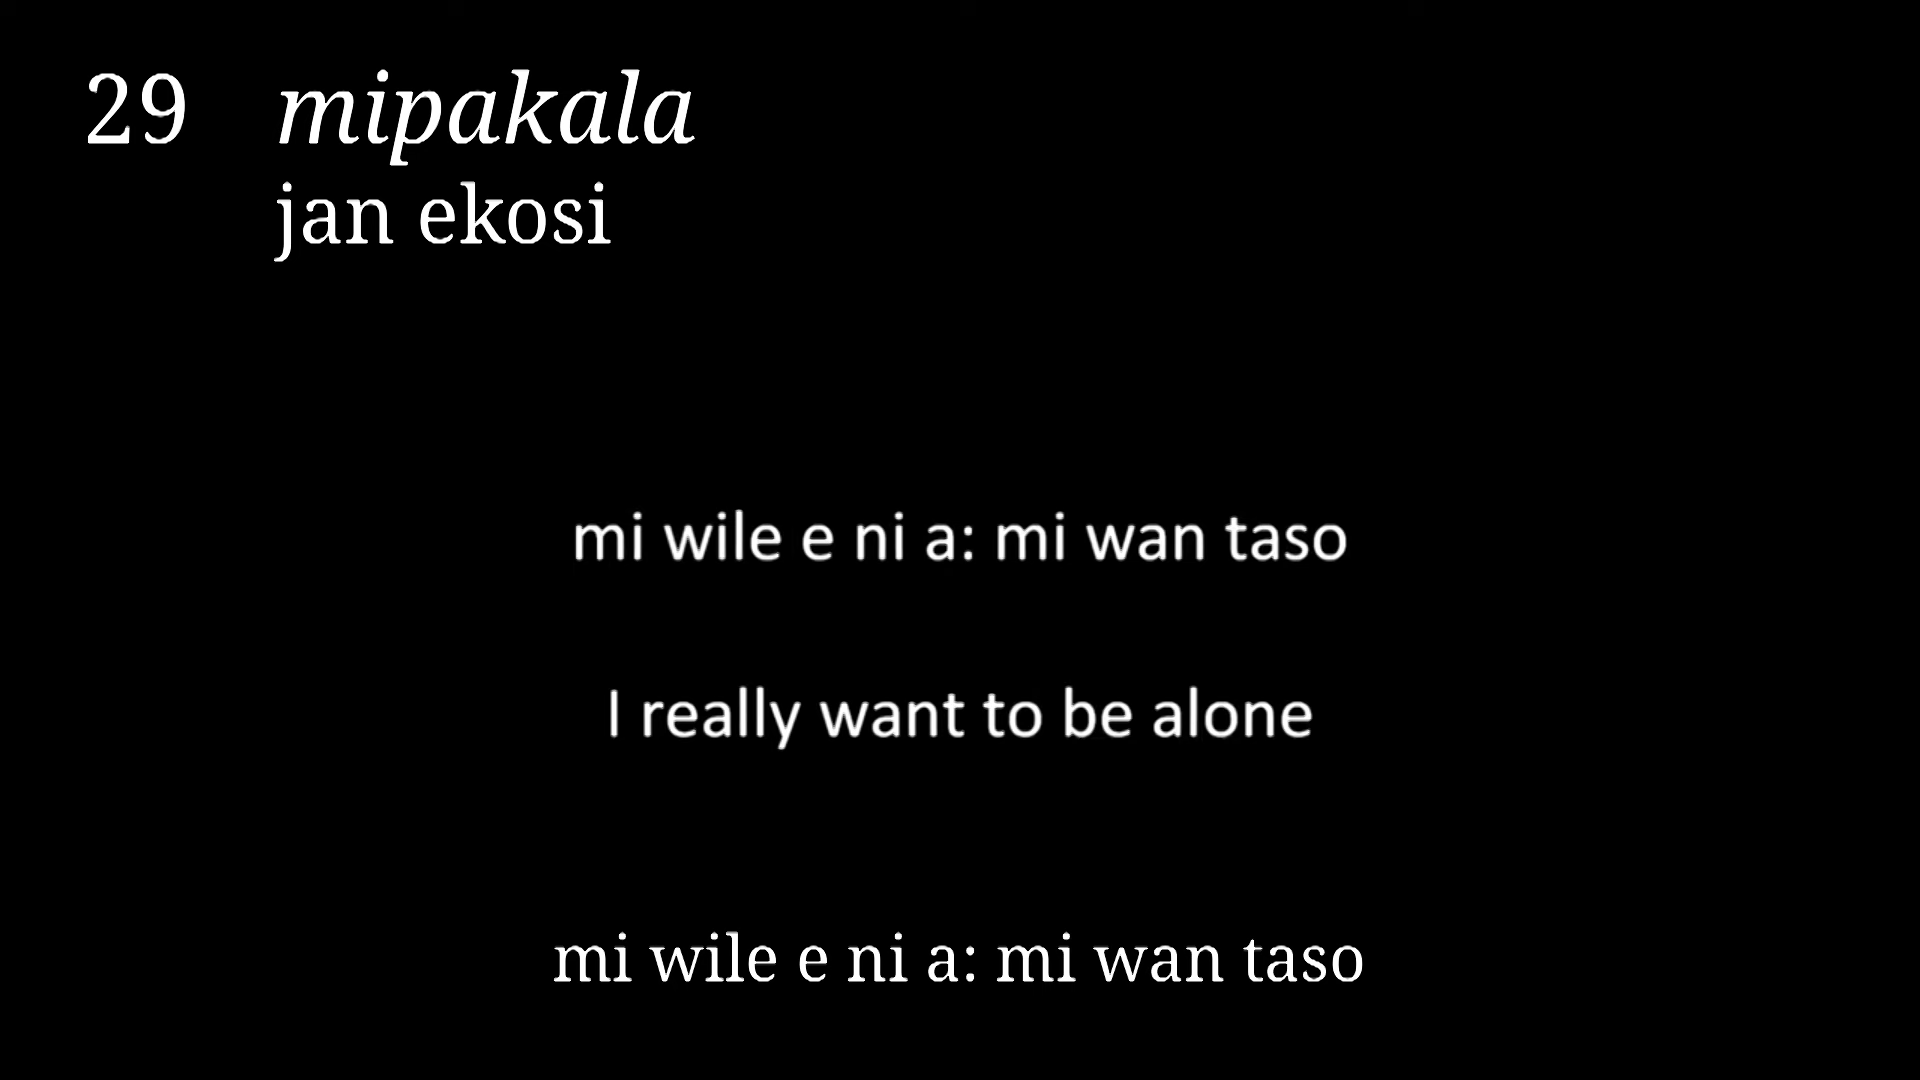 29 mipakala
jan ekosi
mi wile e ni a: mi wan taso
I really want to be alone
mi wile e ni a: mi wan taso